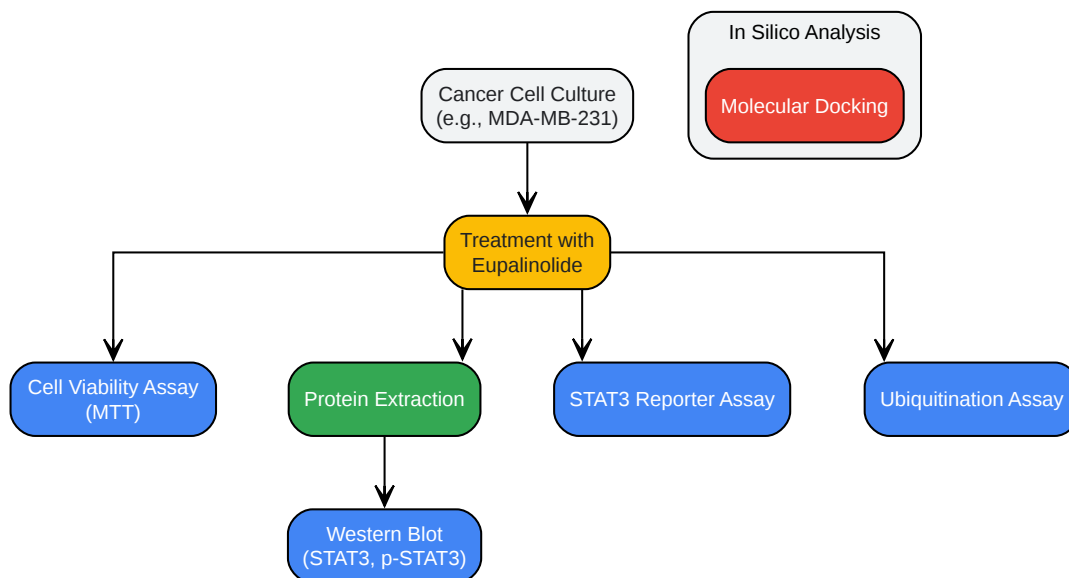 In Silico Analysis
Molecular Docking
Cancer Cell Culture
(e.g., MDA-MB-231)
Treatment with
Eupalinolide
Cell Viability Assay
(MTT)
Protein Extraction
STAT3 Reporter Assay
Ubiquitination Assay
Western Blot
(STAT3, p-STAT3)